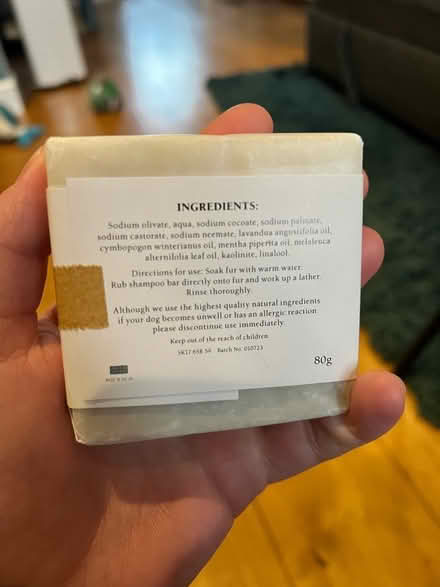 INGREDIENTS:
Sodium olivate, aqua, sodium cocoate, sodium palmate,
sodium castorate, sodium neemate, lavandua angustifolia oil,
cymbopogon winterianus oil, mentha piperita oil, melaleuca
alternifolia leaf oil, kaolinite, linalool.
Directions for use: Soak fur with warm water.
Rub shampoo bar directly onto fur and work up a lather.
Rinse thoroughly.
Although we use the highest quality natural ingredients
if your dog becomes unwell or has an allergic reaction
please discontinue use immediately.
Keep out of the reach of children
Batch No. 010723
80g